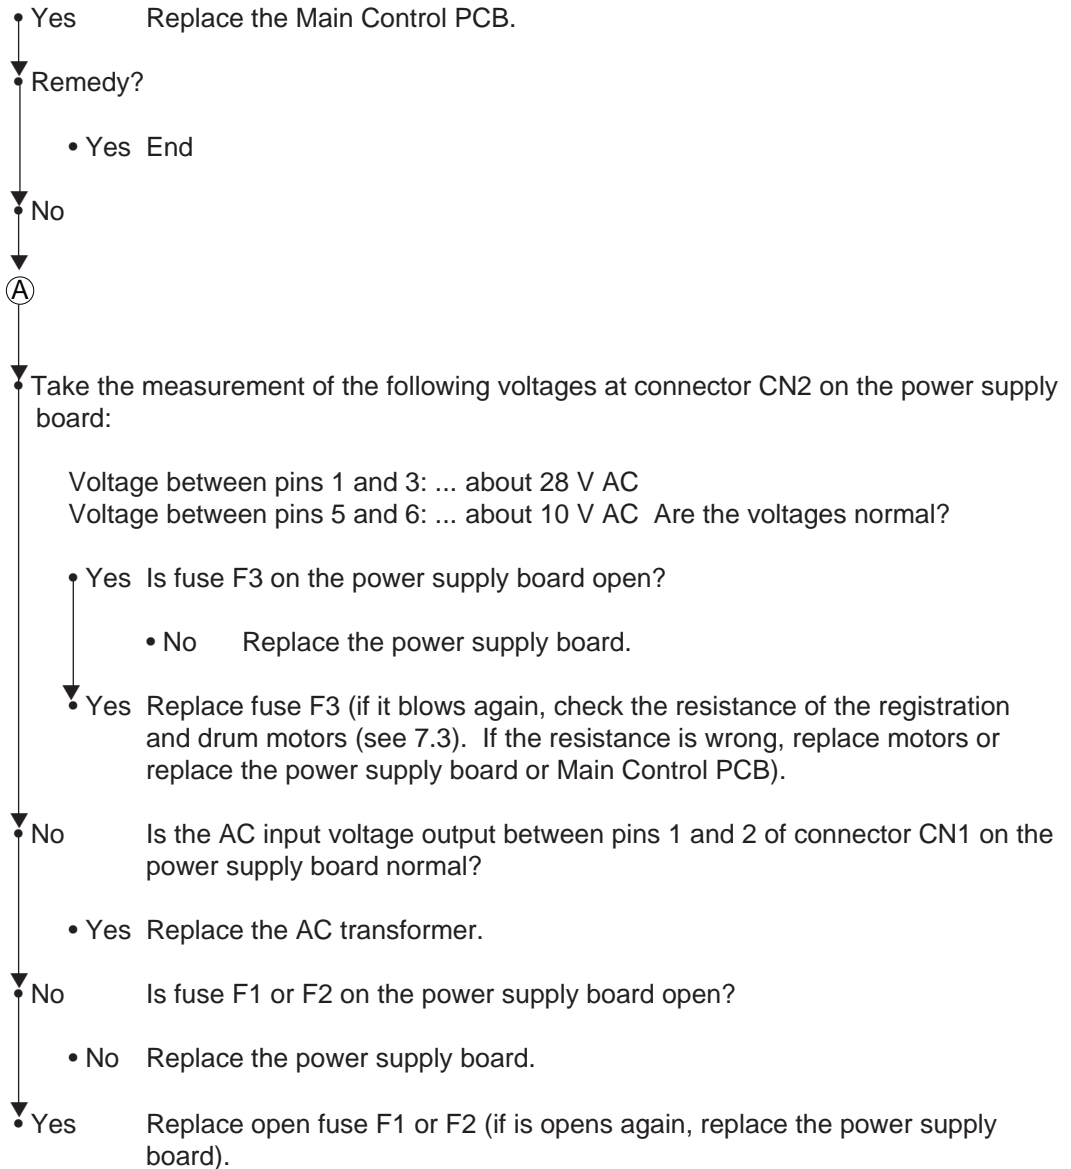 • Yes Replace the Main Control PCB.
• Remedy?
• Yes End
• No
A
• Take the measurement of the following voltages at connector CN2 on the power supply
board:
Voltage between pins 1 and 3: ... about 28 V AC
Voltage between pins 5 and 6: ... about 10 V AC Are the voltages normal?
• Yes Is fuse F3 on the power supply board open?
• No Replace the power supply board.
• Yes Replace fuse F3 (if it blows again, check the resistance of the registration
and drum motors (see 7.3). If the resistance is wrong, replace motors or
replace the power supply board or Main Control PCB).
• No Is the AC input voltage output between pins 1 and 2 of connector CN1 on the
power supply board normal?
• Yes Replace the AC transformer.
• No Is fuse F1 or F2 on the power supply board open?
• No Replace the power supply board.
• Yes Replace open fuse F1 or F2 (if is opens again, replace the power supply
board).